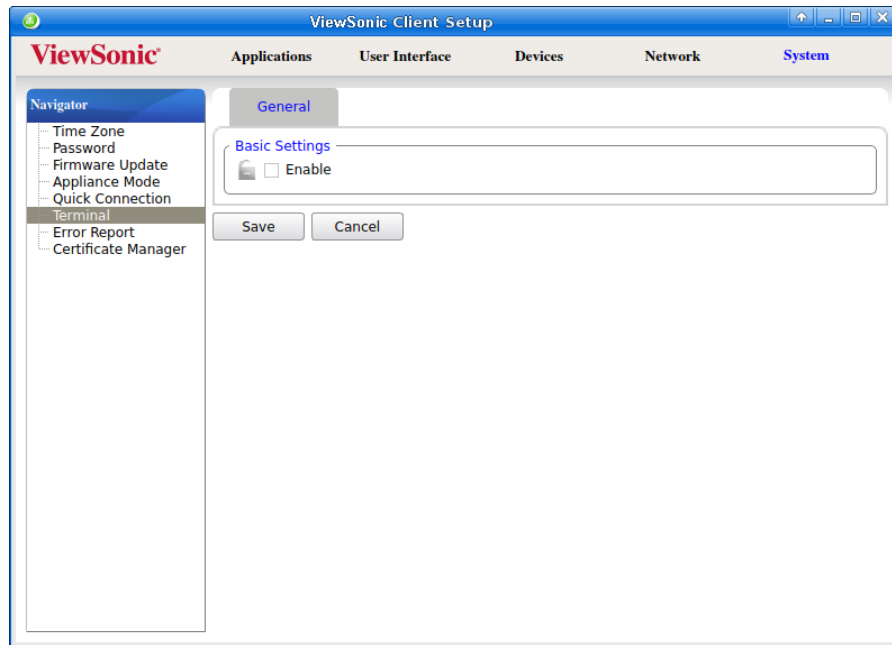 ViewSonic Client Setup
ViewSonic® Applications User Interface Devices Network System
Navigator
Time Zone
Password
Firmware Update
Appliance Mode
Quick Connection
Terminal
Error Report
Certificate Manager
General
Basic Settings
Enable
Save Cancel